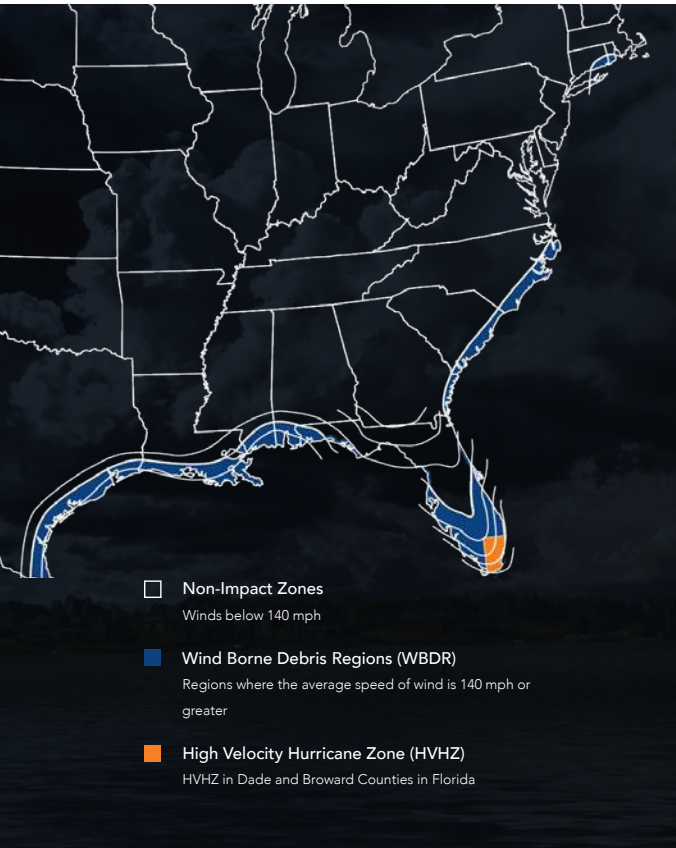 Non-Impact Zones
Winds below 140 mph
Wind Borne Debris Regions (WBDR)
Regions where the average speed of wind is 140 mph or
greater
High Velocity Hurricane Zone (HVHZ)
HVHZ in Dade and Broward Counties in Florida